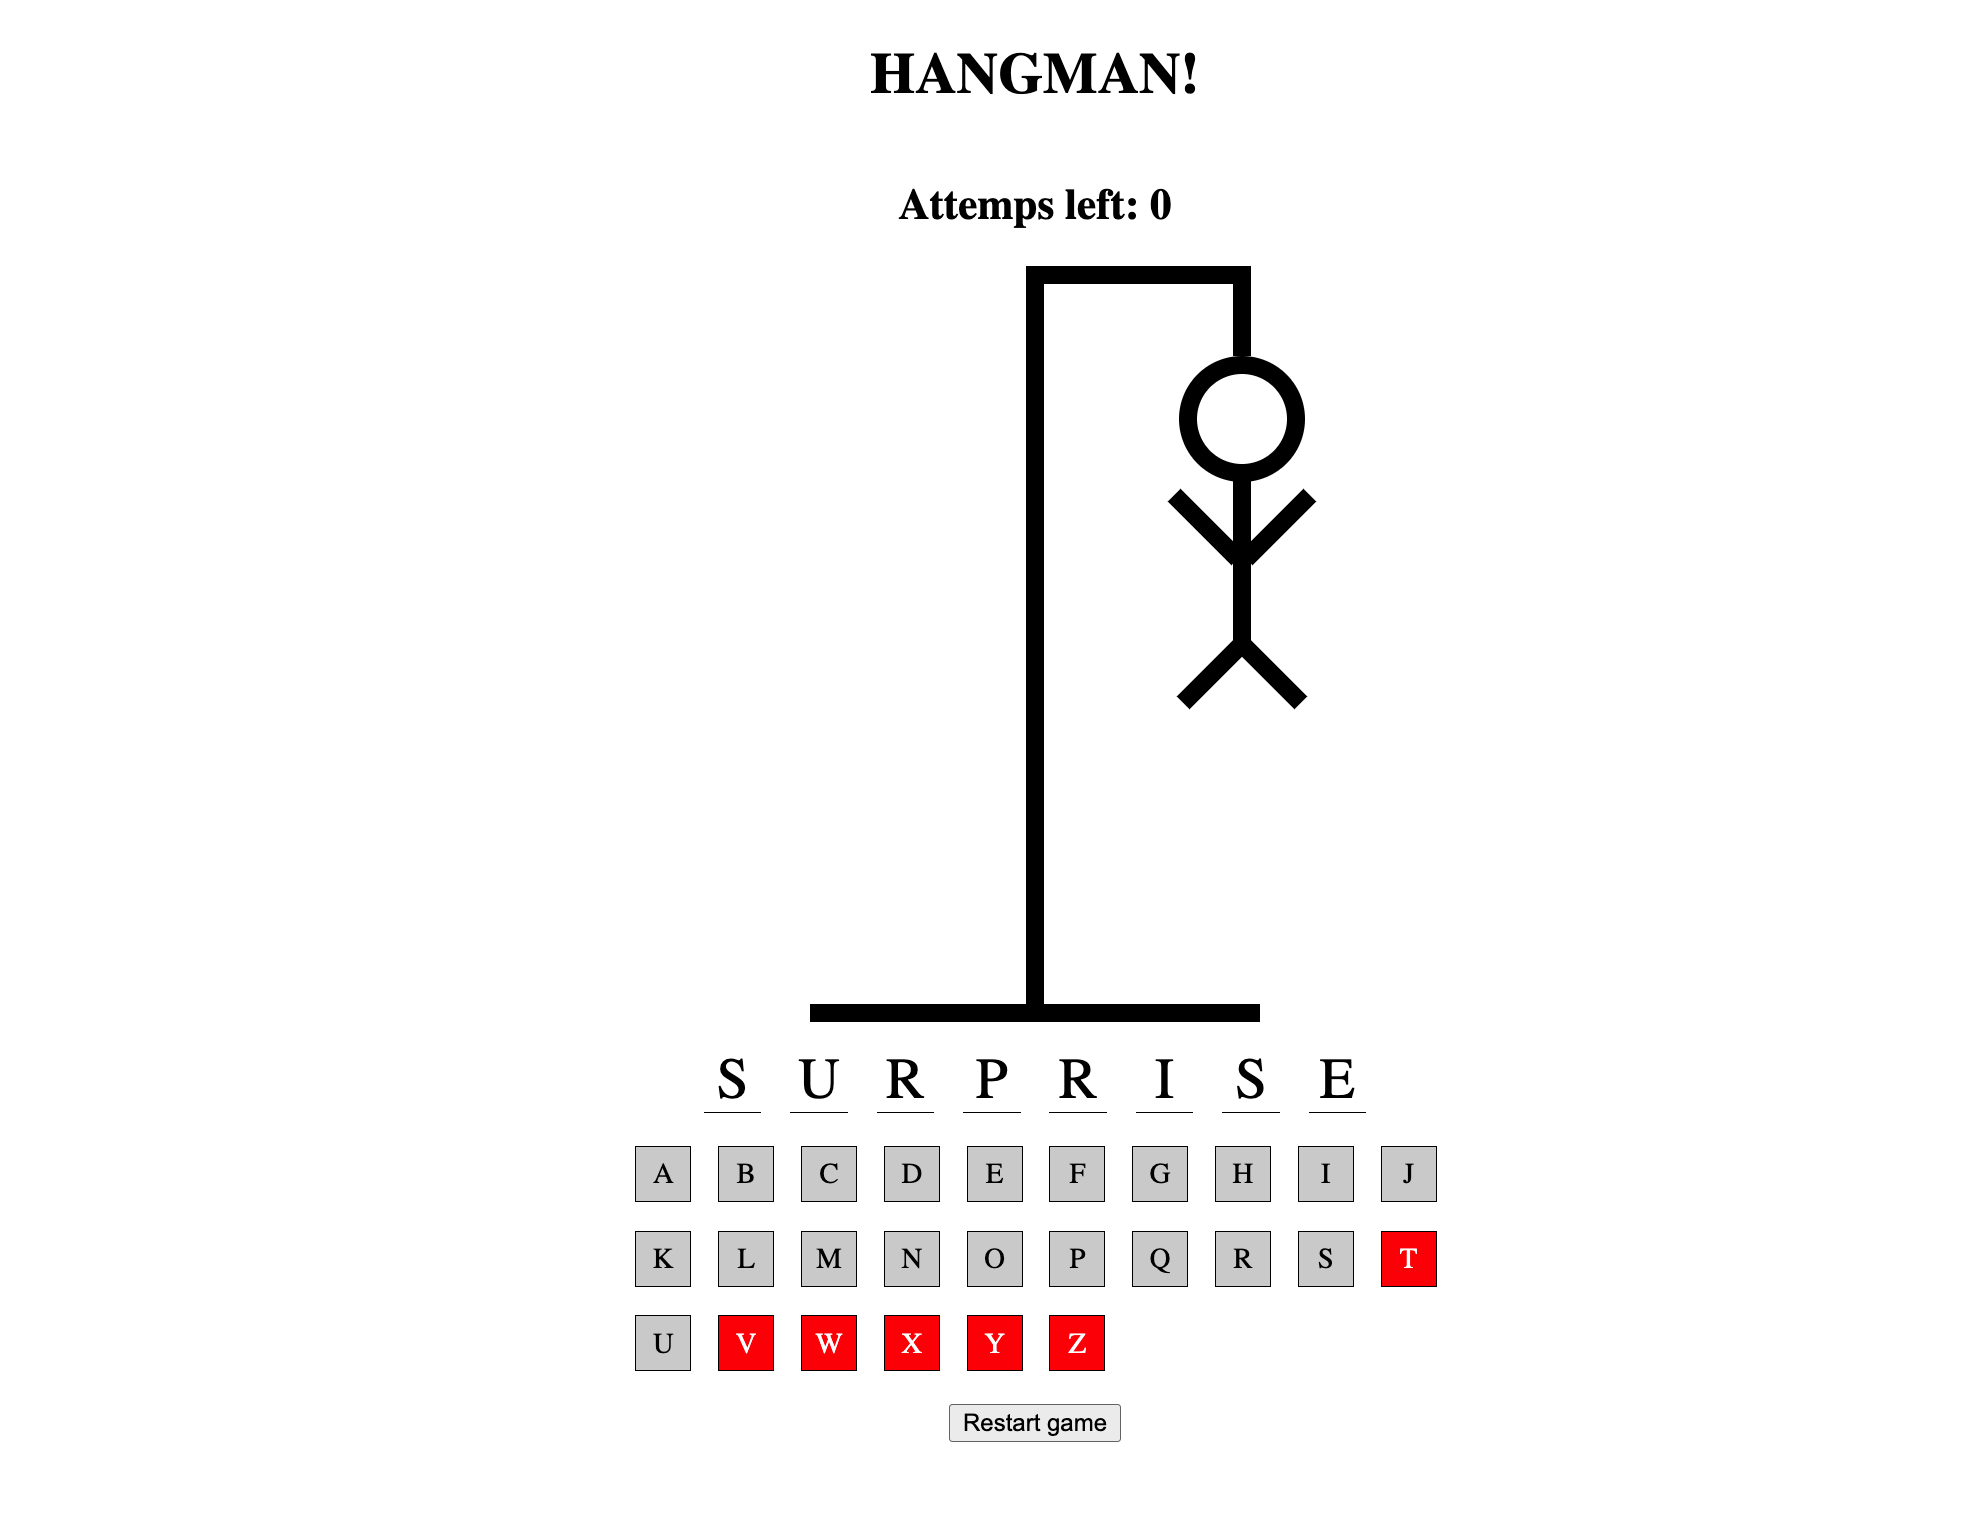 HANGMAN!
Attemps left: 0
S U R P R I S E
A B C D E F G H I J
K L M N O P Q R S T
U V W X Y Z
Restart game